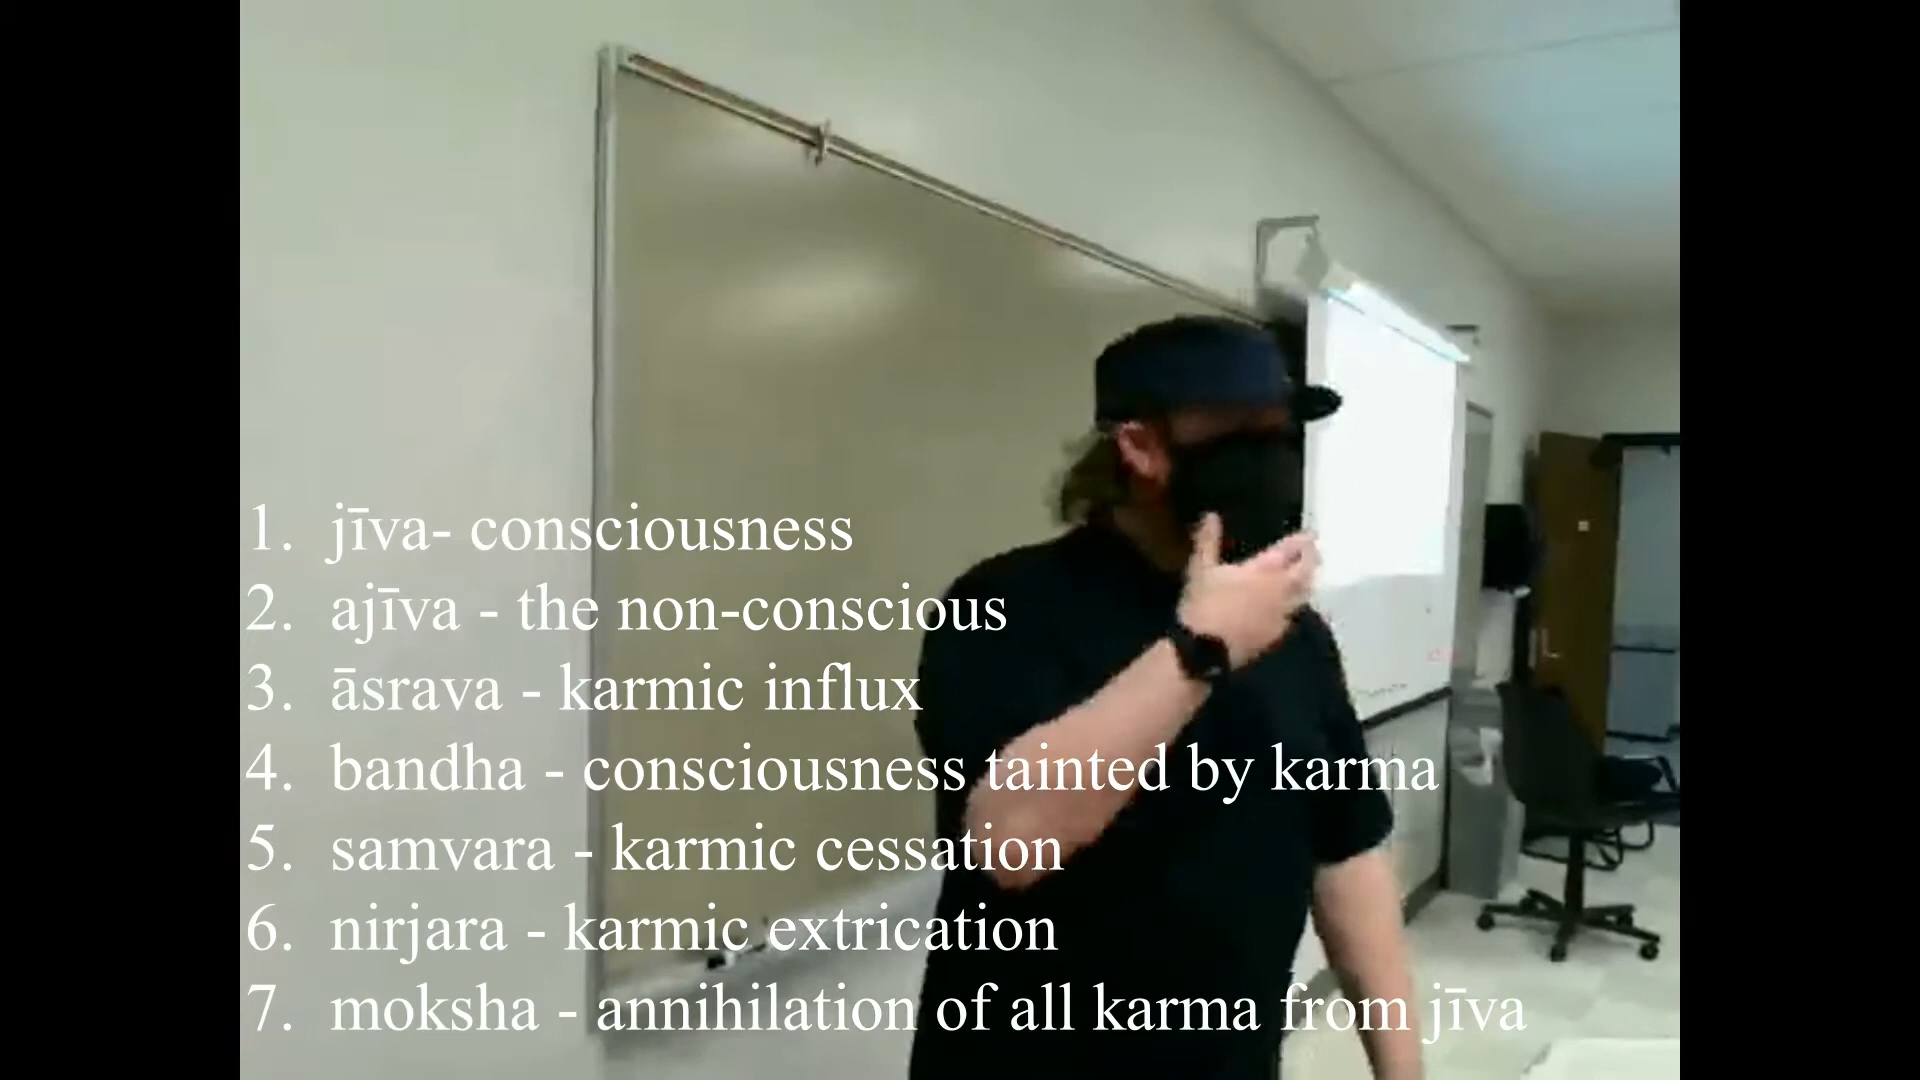 1. jīva- consciousness
2. ajīva - the non-conscious
3. āsrava - karmic influx
4. bandha - consciousness tainted by karma
5. samvara - karmic cessation
6. nirjara - karmic extrication
7. moksha - annihilation of all karma from jīva